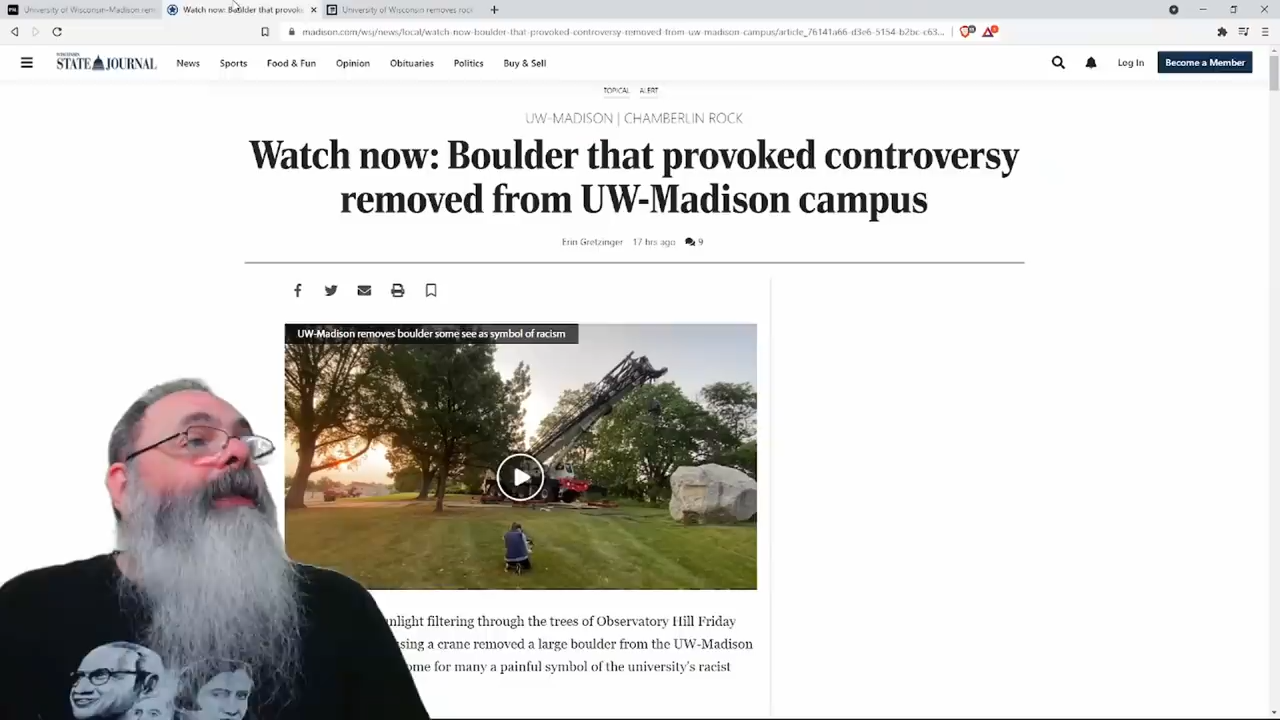 University of Wisconsin-Madison rem
Watch now: Boulder that provoke
University of Wisconsin removes rock
madison.com/wsj/news/local/watch-now-boulder-that-provoked-controversy-removed-from-uw-madison-campus/article_76141a66-d3e6-5154-b2bc-c63...
WISCONSIN
STATE JOURNAL
News
Sports
Food & Fun
Opinion
Obituaries
Politics
Buy & Sell
Log In
Become a Member
TOPICAL
ALERT
UW-MADISON | CHAMBERLIN ROCK
Watch now: Boulder that provoked controversy
removed from UW-Madison campus
Erin Gretzinger
17 hrs ago
9
UW-Madison removes boulder some see as symbol of racism
nlight filtering through the trees of Observatory Hill Friday
sing a crane removed a large boulder from the UW-Madison
ome for many a painful symbol of the university's racist